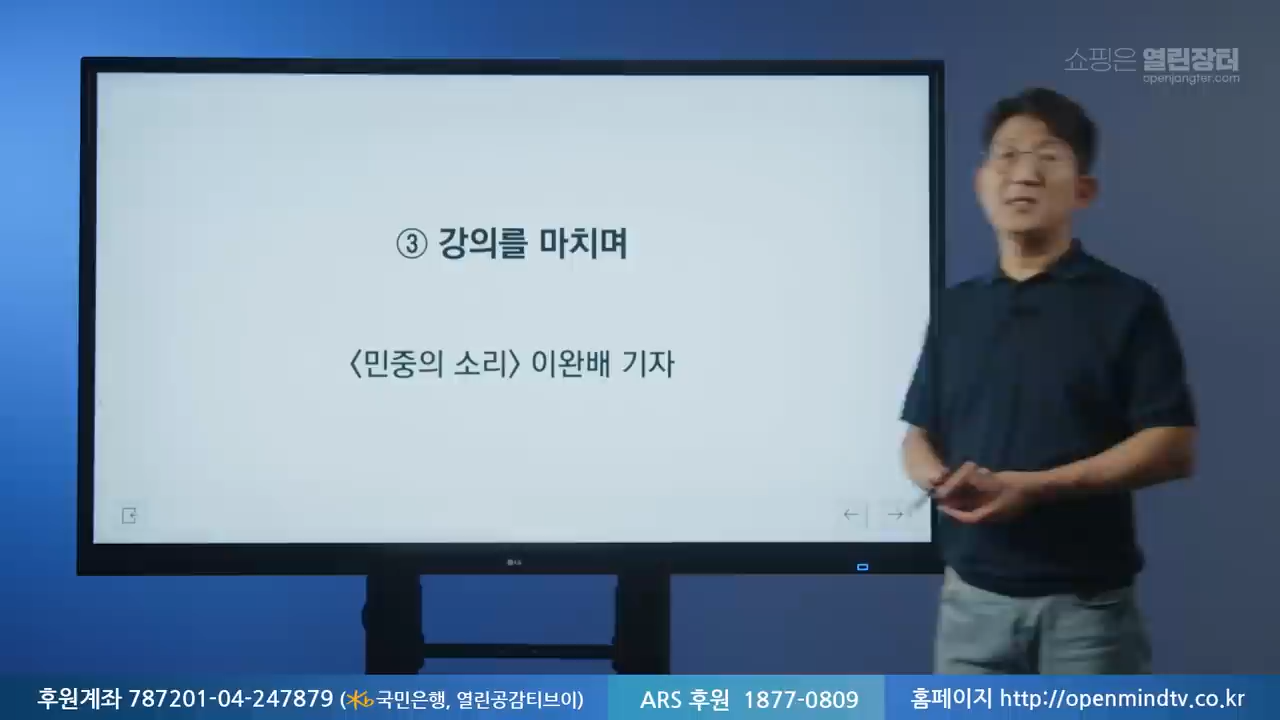 쇼핑은 열린장터
openjangter.com
③ 강의를 마치며
〈민중의 소리〉 이완배 기자
LG
후원계좌 787201-04-247879 (국민은행, 열린공감티브이)
ARS 후원 1877-0809
홈페이지 http://openmindtv.co.kr